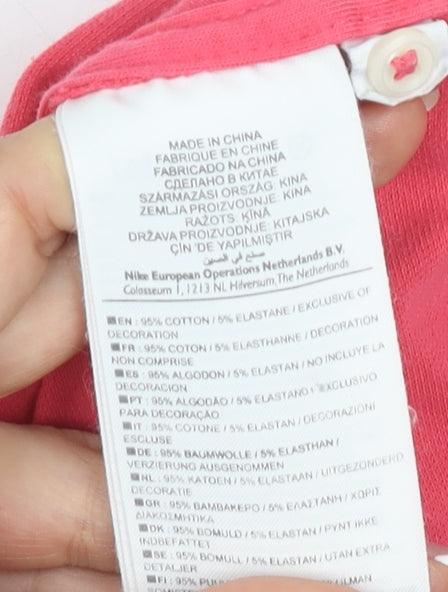 MADE IN CHINA
FABRIQUE EN CHINE
FABRICADO NA CHINA
СДЕЛАНО В КИТАЕ
SZÁRMAZÁSI ORSZÁG: KINA
ZEMLJA PROIZVODNJE: KINA
RAŽOTS: ĶĪNĀ
DRŽAVA PROIZVODNJE: KITAJSKA
ÇİN 'DE YAPILMIŞTIR
صنع في الصين
Nike European Operations Netherlands B.V.
Colosseum 1, 1213 NL Hilversum, The Netherlands
EN : 95% COTTON / 5% ELASTANE / EXCLUSIVE OF
DECORATION
FR : 95% COTON / 5% ELASTHANNE / DECORATION
NON COMPRISE
ES : 95% ALGODON / 5% ELASTAN / NO INCLUYE LA
DECORACION
PT : 95% ALGODÃO / 5% ELASTANO / EXCLUSIVO
PARA DECORAÇÃO
IT : 95% COTONE / 5% ELASTAN / DECORAZIONI
ESCLUSE
DE : 95% BAUMWOLLE / 5% ELASTHAN /
VERZIERUNG AUSGENOMMEN
NL : 95% KATOEN / 5% ELASTAAN / UITGEZONDERD
DECORATIE
GR : 95% ΒΑΜΒΑΚΕΡΟ / 5% ΕΛΑΣΤΑΝΗ / ΧΩΡΙΣ
ΔΙΑΚΟΣΜΗΤΙΚΑ
DK : 95% BOMULD / 5% ELASTAN / PYNT IKKE
INDBEFATTET
SE : 95% BOMULL / 5% ELASTAN / UTAN EXTRA
DETALJER
FI : 95%